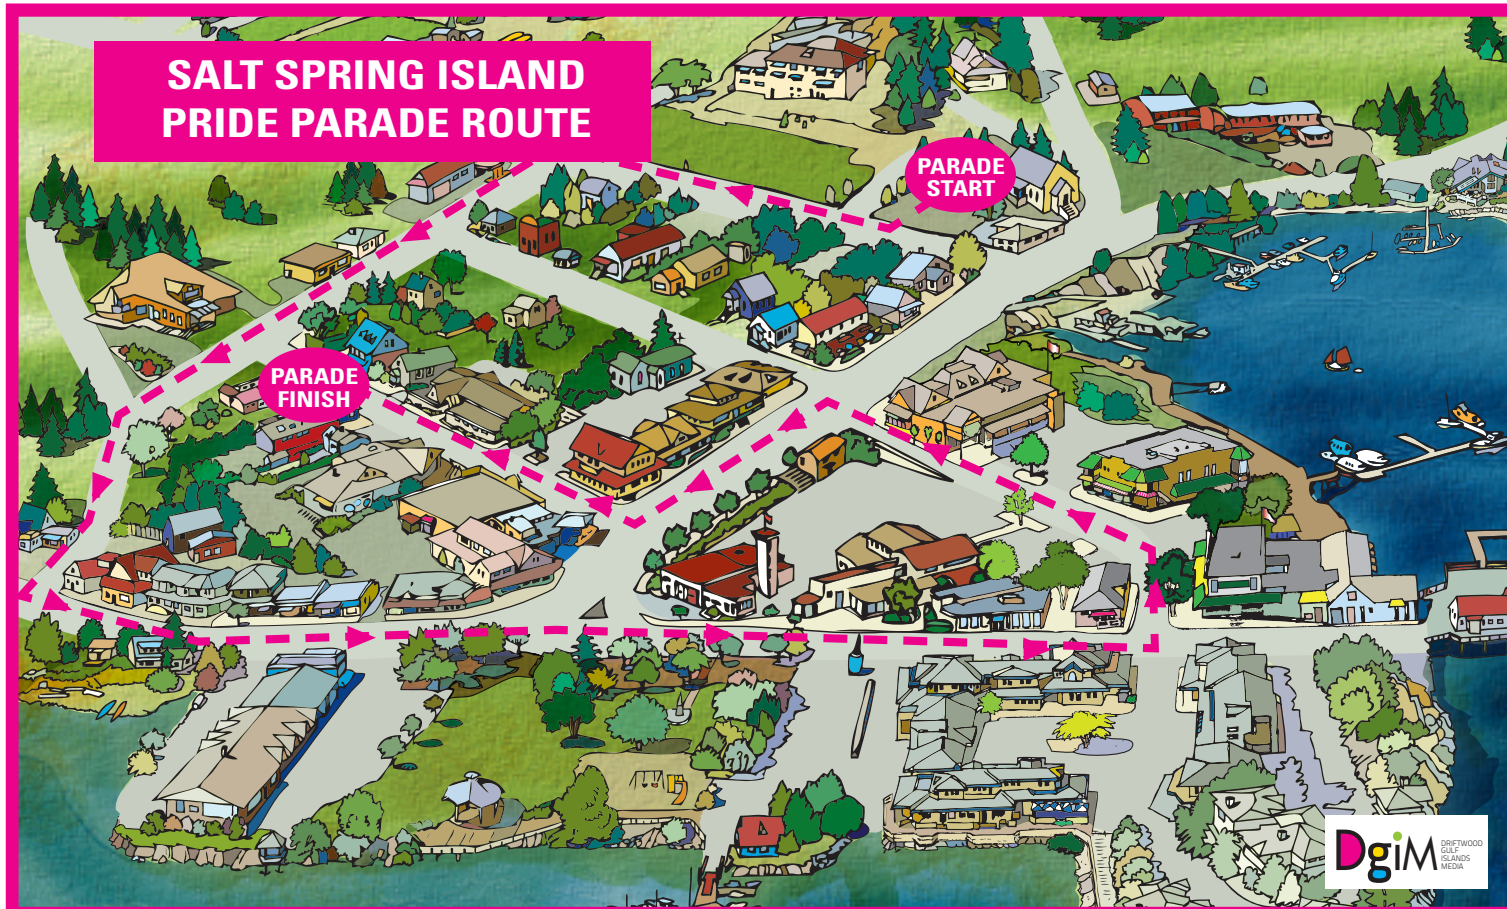 SALT SPRING ISLAND
PRIDE PARADE ROUTE
PARADE
START
PARADE
FINISH
DgiM
DRIFTWOOD
GULF
ISLANDS
MEDIA